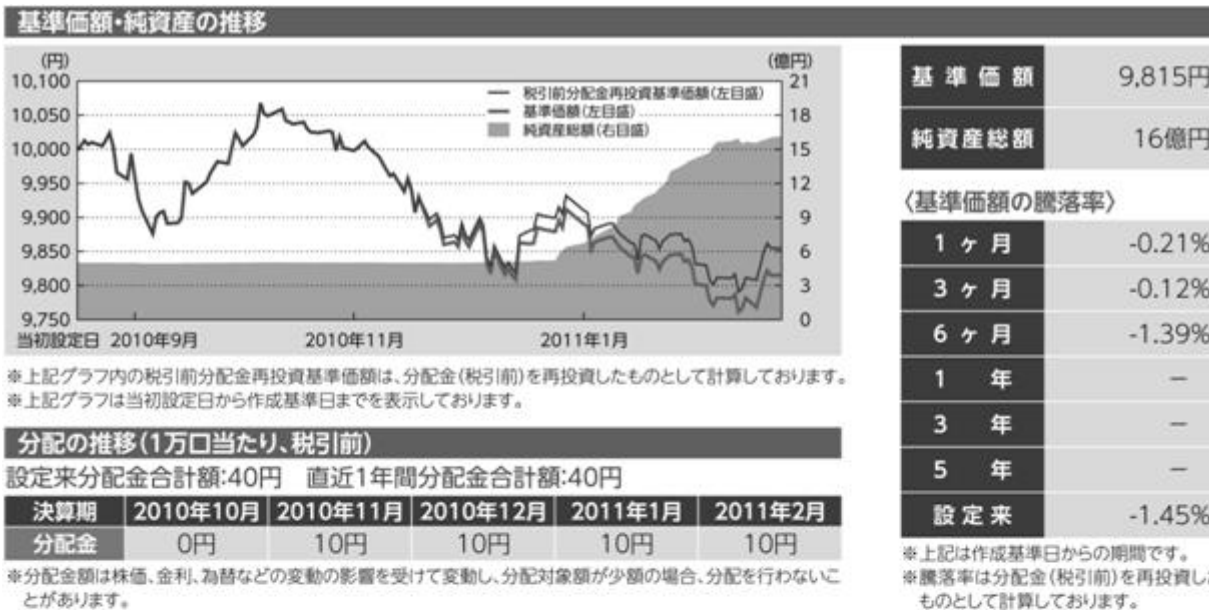 基準価額・純資産の推移
(円)
(億円)
10,100
10,050
10,000
9,950
9,900
9,850
9,800
9,750
21
18
15
12
9
6
3
0
税引前分配金再投資基準価額(左目盛)
基準価額(左目盛)
純資産総額(右目盛)
当初設定日 2010年9月 2010年11月 2011年1月
※上記グラフ内の税引前分配金再投資基準価額は、分配金(税引前)を再投資したものとして計算しております。
※上記グラフは当初設定日から作成基準日までを表示しております。
分配の推移(1万口当たり、税引前)
設定来分配金合計額:40円 直近1年間分配金合計額:40円
決算期 2010年10月 2010年11月 2010年12月 2011年1月 2011年2月
分配金 0円 10円 10円 10円 10円
※分配金額は株価、金利、為替などの変動の影響を受けて変動し、分配対象額が少額の場合、分配を行わないこ
とがあります。
基準価額 9,815円
純資産総額 16億円
〈基準価額の騰落率〉
1ヶ月 -0.21%
3ヶ月 -0.12%
6ヶ月 -1.39%
1年 −
3年 −
5年 −
設定来 -1.45%
※上記は作成基準日からの期間です。
※騰落率は分配金(税引前)を再投資し
ものとして計算しております。